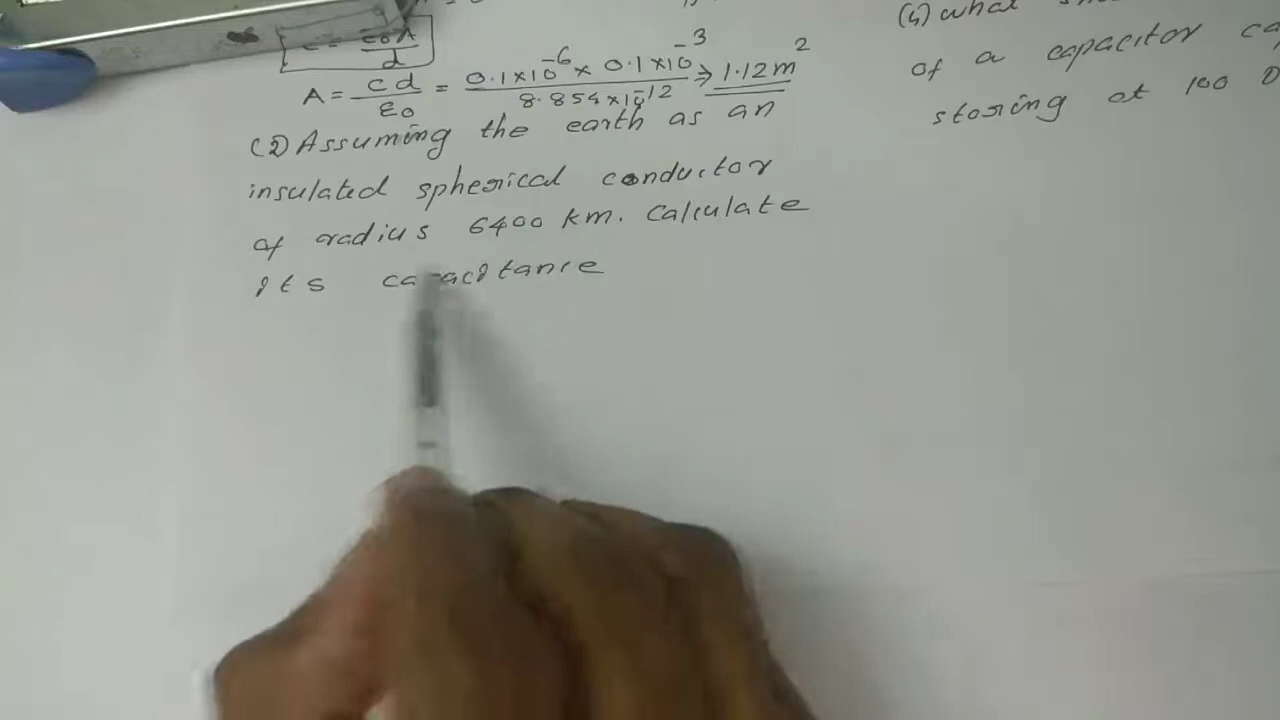 ε0A
d
A = cd/ε0 = 0.1×10^-6 × 0.1×10^-3 / 8.854×10^-12 ⇒ 1.12m^2
(2) Assuming the earth as an
insulated spherical conductor
of radius 6400 km. Calculate
its capacitance
(4) what
of a capacitor
storing at 100